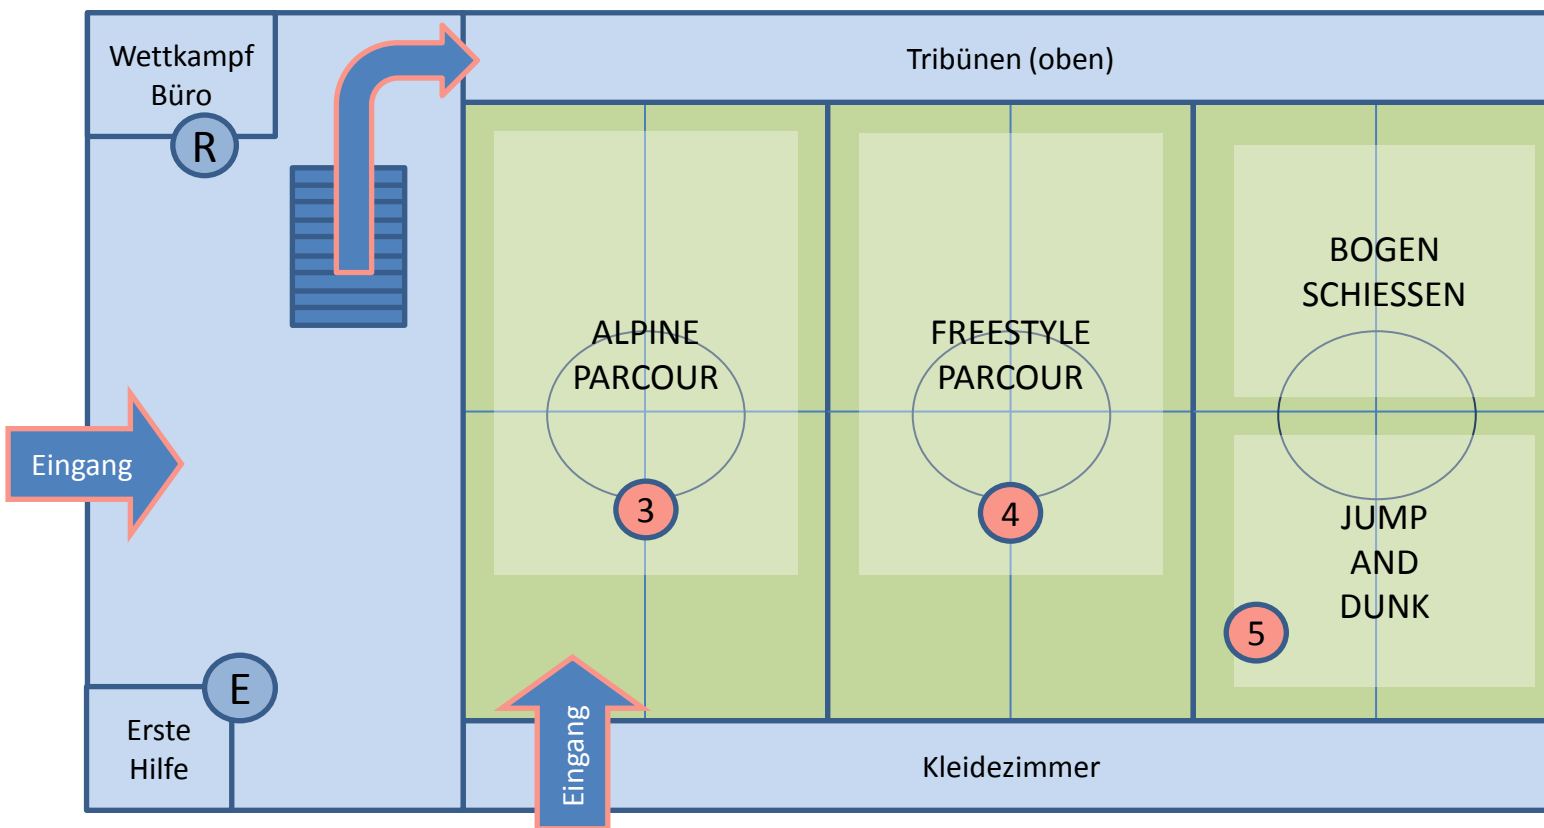 Wettkampf
Büro
R
Tribünen (oben)
ALPINE
PARCOUR
FREESTYLE
PARCOUR
BOGEN
SCHIESSEN
Eingang
3
4
JUMP
AND
DUNK
5
E
Erste
Hilfe
Eingang
Kleidezimmer